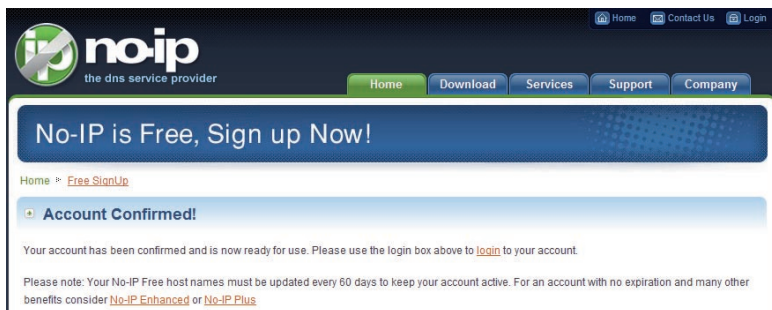 Home Contact Us Login
no-ip
the dns service provider
Home Download Services Support Company
No-IP is Free, Sign up Now!
Home Free SignUp
Account Confirmed!
Your account has been confirmed and is now ready for use. Please use the login box above to login to your account.
Please note: Your No-IP Free host names must be updated every 60 days to keep your account active. For an account with no expiration and many other
benefits consider No-IP Enhanced or No-IP Plus